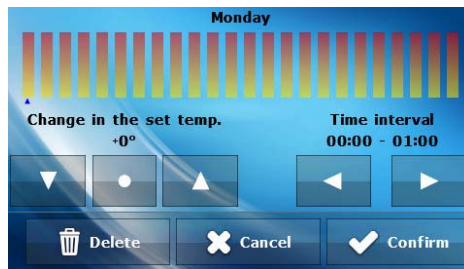 Monday
Change in the set temp.
+0°
Time interval
00:00 - 01:00
Delete
Cancel
Confirm